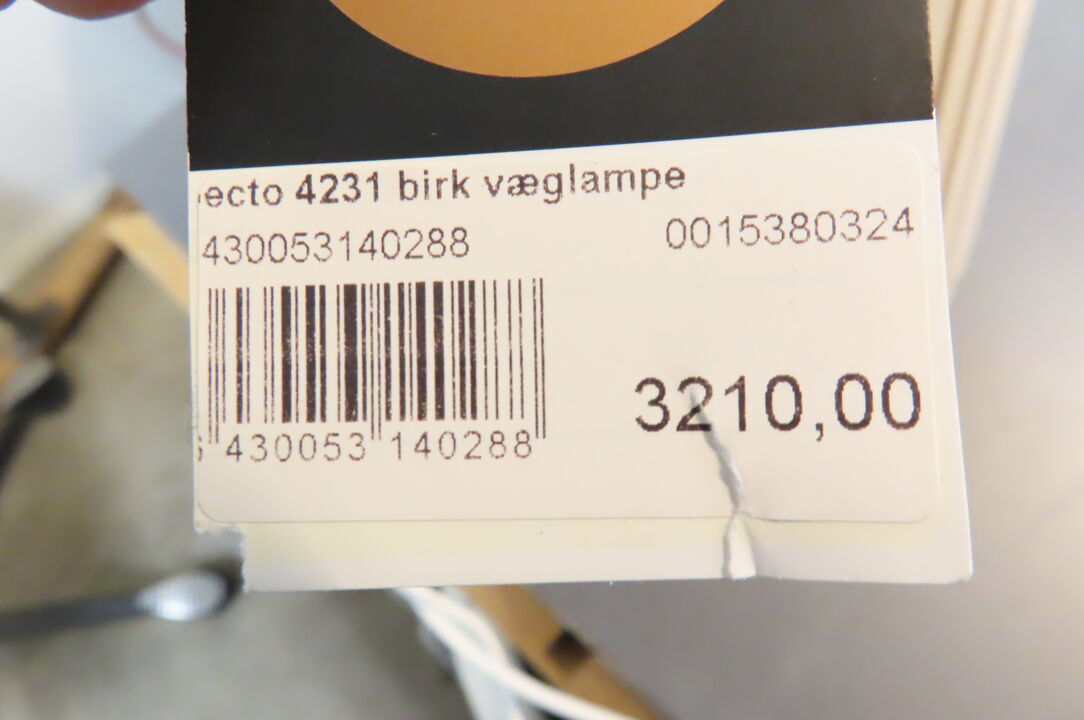 ecto 4231 birk væglampe
430053140288 0015380324
3210,00
430053 140288